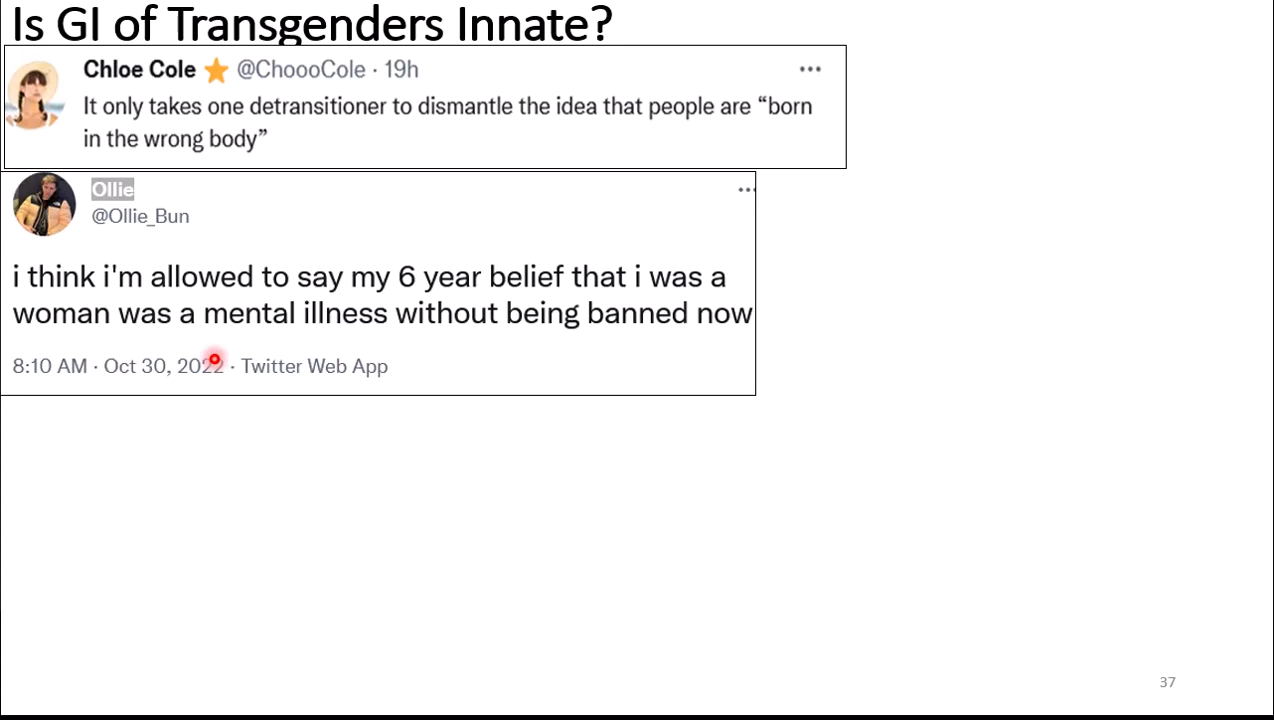 Is GI of Transgenders Innate?
Chloe Cole ⭐ @ChoooCole · 19h
It only takes one detransitioner to dismantle the idea that people are “born
in the wrong body”
Ollie
@Ollie_Bun
i think i'm allowed to say my 6 year belief that i was a
woman was a mental illness without being banned now
8:10 AM · Oct 30, 2022 · Twitter Web App
37